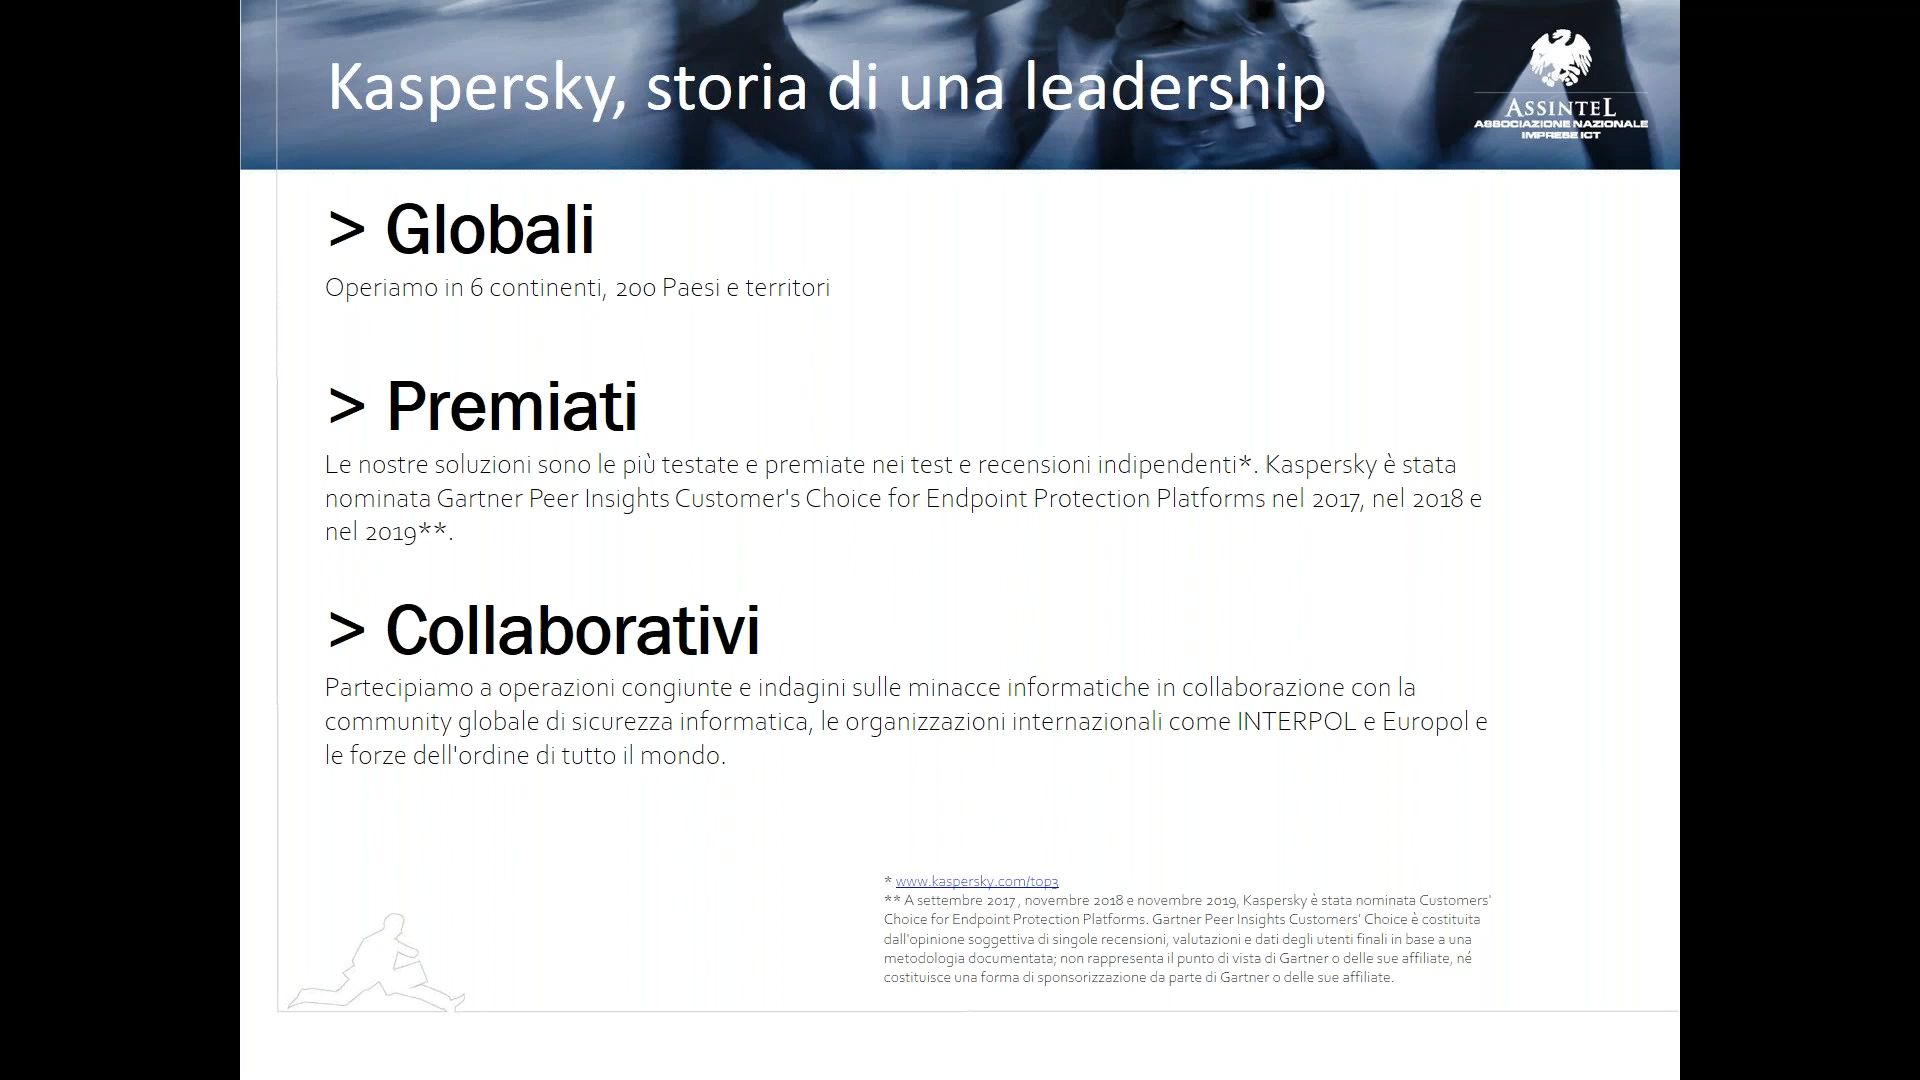 Kaspersky, storia di una leadership
ASSINTEL
ASSOCIAZIONE NAZIONALE
IMPRESE ICT
> Globali
Operiamo in 6 continenti, 200 Paesi e territori
> Premiati
Le nostre soluzioni sono le più testate e premiate nei test e recensioni indipendenti*. Kaspersky è stata
nominata Gartner Peer Insights Customer's Choice for Endpoint Protection Platforms nel 2017, nel 2018 e
nel 2019**.
> Collaborativi
Partecipiamo a operazioni congiunte e indagini sulle minacce informatiche in collaborazione con la
community globale di sicurezza informatica, le organizzazioni internazionali come INTERPOL e Europol e
le forze dell'ordine di tutto il mondo.
* www.kaspersky.com/top3
** A settembre 2017 , novembre 2018 e novembre 2019, Kaspersky è stata nominata Customers'
Choice for Endpoint Protection Platforms. Gartner Peer Insights Customers' Choice è costituita
dall'opinione soggettiva di singole recensioni, valutazioni e dati degli utenti finali in base a una
metodologia documentata; non rappresenta il punto di vista di Gartner o delle sue affiliate, né
costituisce una forma di sponsorizzazione da parte di Gartner o delle sue affiliate.